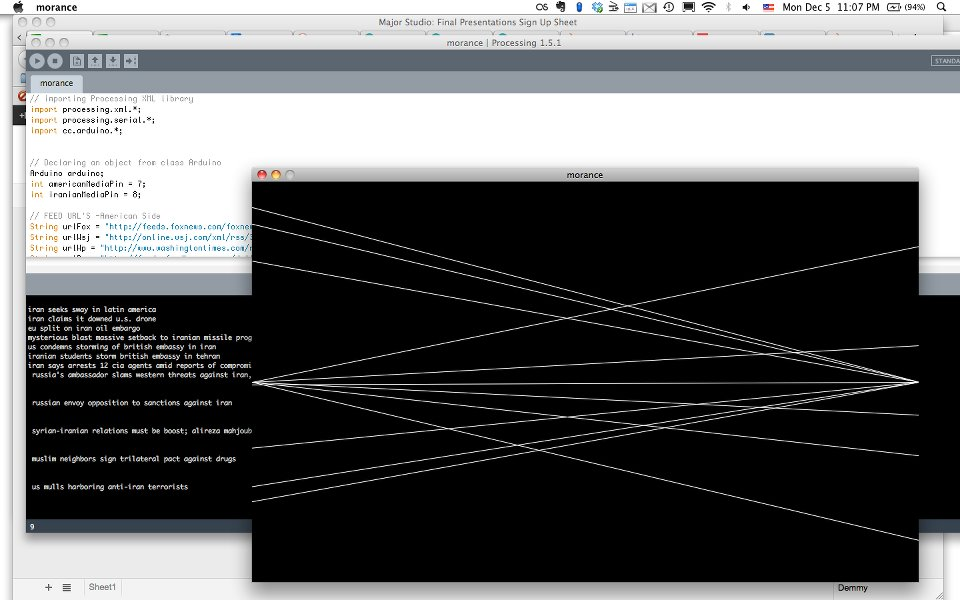 morance
Mon Dec 5 11:07 PM (94%)
Major Studio: Final Presentations Sign Up Sheet
morance | Processing 1.5.1
STANDA
morance
// Importing Processing XML library
import processing.xml.*;
import processing.serial.*;
import cc.arduino.*;
// Declaring an object from class Arduino
Arduino arduino;
int americanMediaPin = 7;
int iranianMediaPin = 8;
// FEED URL'S -American Side
String urlFox = "http://feeds.foxnews.com/foxne
String urlWsj = "http://online.wsj.com/xml/rss/
String urlWp = "http://www.washingtontimes.com/
morance
iran seeks sway in latin america
iran claims it downed u.s. drone
eu split on iran oil embargo
mysterious blast massive setback to iranian missile prog
us condemns storming of british embassy in iran
iranian students storm british embassy in tehran
iran says arrests 12 cia agents amid reports of compromi
russia's ambassador slams western threats against iran,
russian envoy opposition to sanctions against iran
syrian-iranian relations must be boost; alireza mahjoub
muslim neighbors sign trilateral pact against drugs
us mulls harboring anti-iran terrorists
9
Sheet1
Demmy